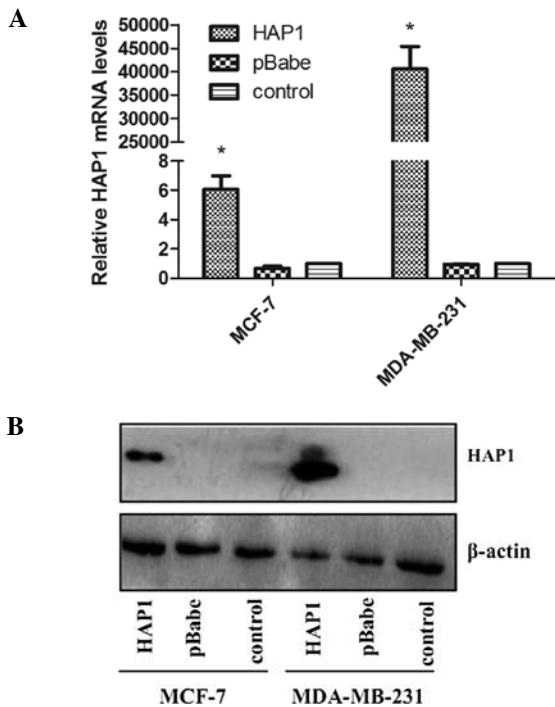 A
Relative HAP1 mRNA levels
50000
45000
40000
35000
30000
25000
6
4
2
0
HAP1
pBabe
control
*
*
MCF-7
MDA-MB-231
B
HAP1
β-actin
HAP1
pBabe
control
HAP1
pBabe
control
MCF-7
MDA-MB-231